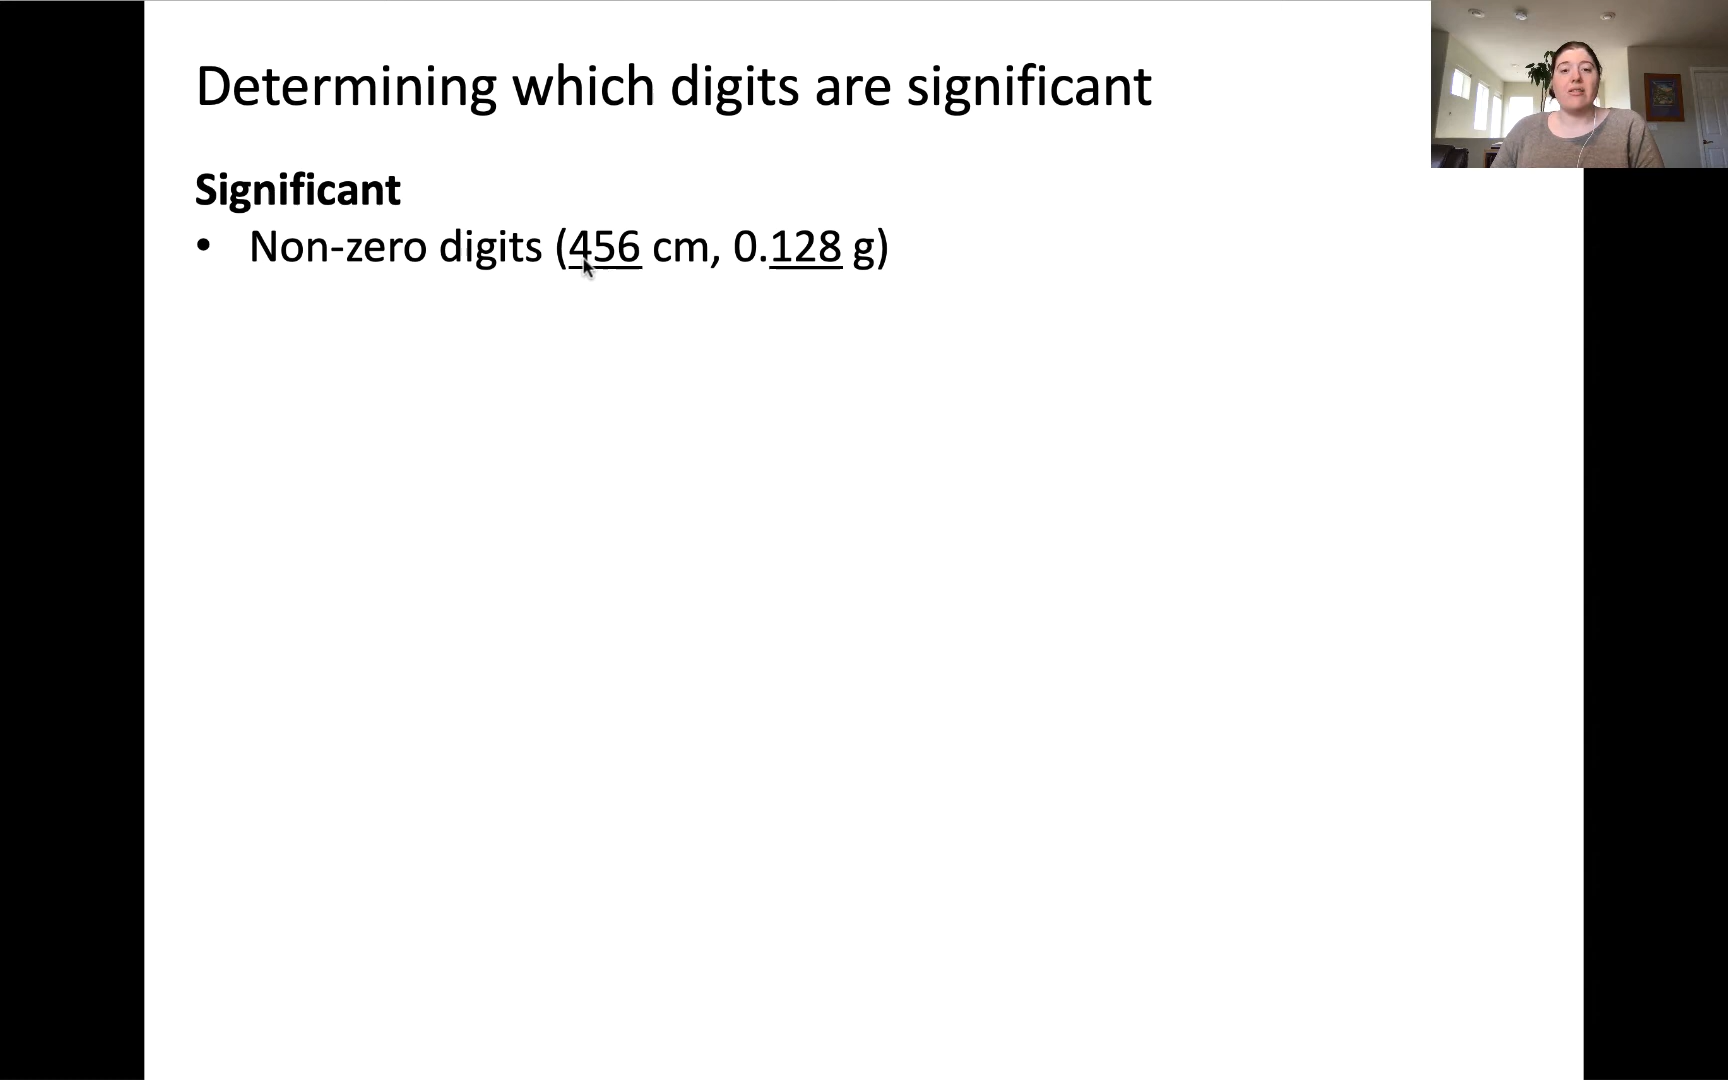 Determining which digits are significant
Significant
• Non-zero digits (456 cm, 0.128 g)